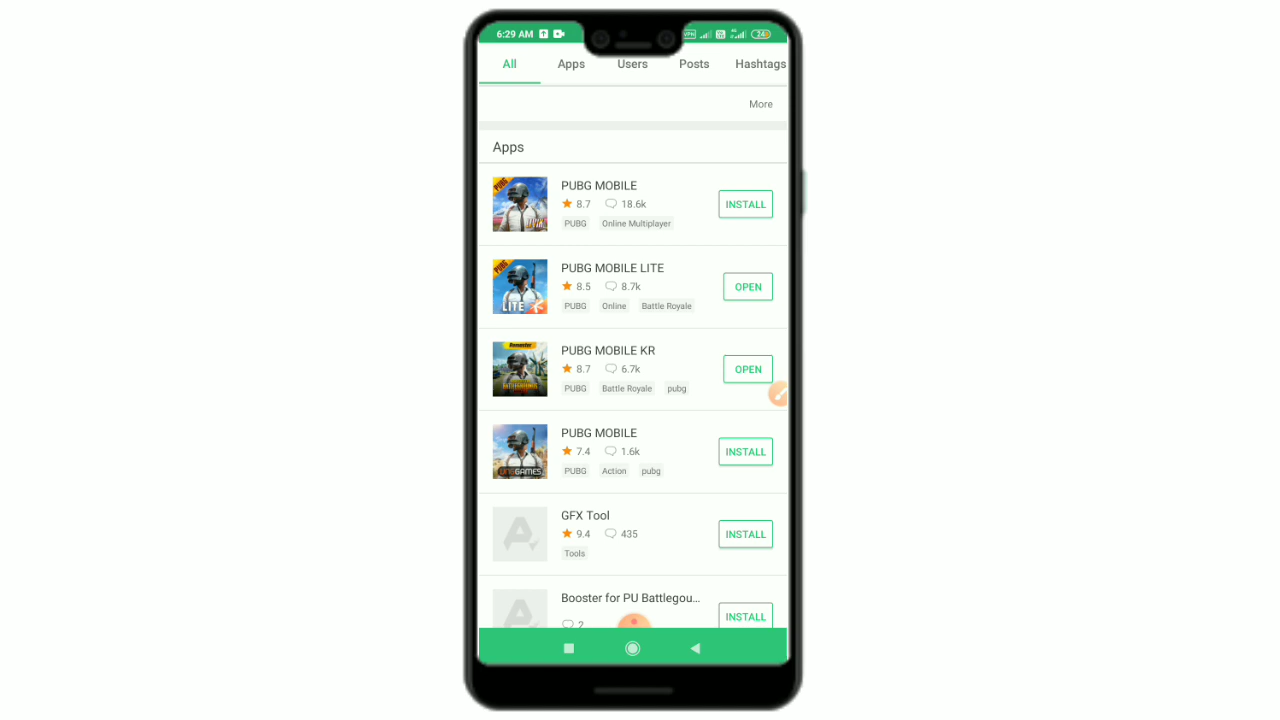 6:29 AM VPN 24
All Apps Users Posts Hashtags
More
Apps
PUBG MOBILE
8.7 18.6k
INSTALL
PUBG Online Multiplayer
PUBG MOBILE LITE
8.5 8.7k
OPEN
PUBG Online Battle Royale
LITE
PUBG MOBILE KR
8.7 6.7k
OPEN
PUBG Battle Royale pubg
PUBG MOBILE
7.4 1.6k
INSTALL
PUBG Action pubg
GFX Tool
9.4 435
INSTALL
Tools
Booster for PU Battlegou...
2
INSTALL